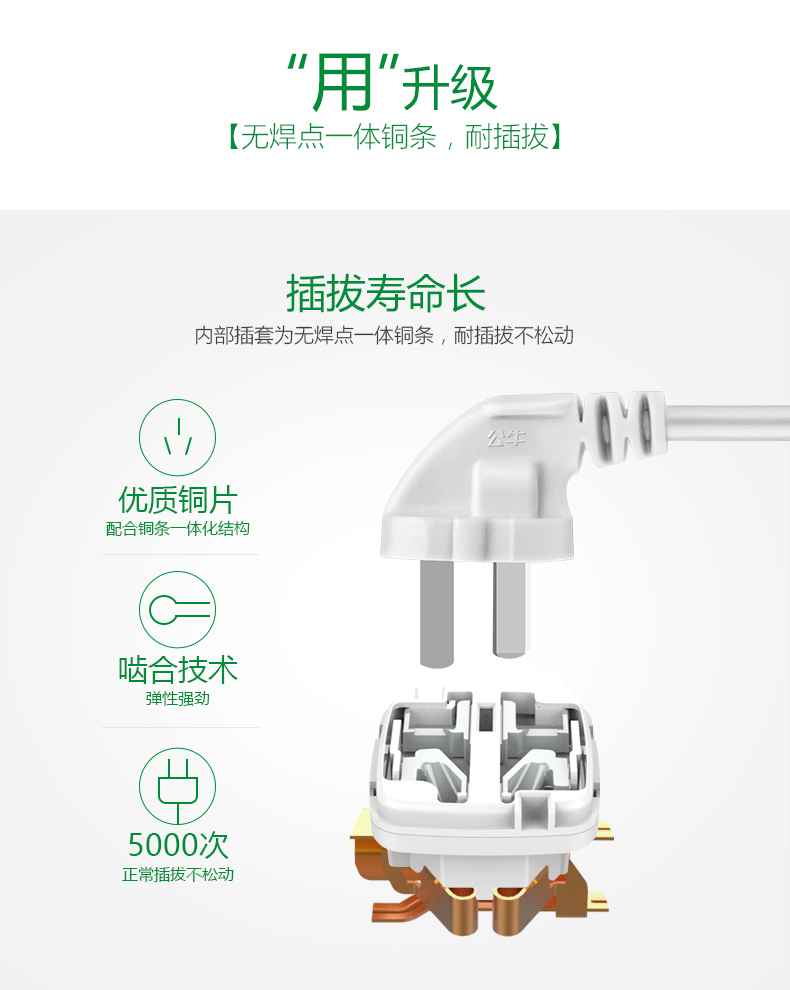 “用”升级
【无焊点一体铜条，耐插拔】
插拔寿命长
内部插套为无焊点一体铜条，耐插拔不松动
公牛
优质铜片
配合铜条一体化结构
啮合技术
弹性强劲
5000次
正常插拔不松动